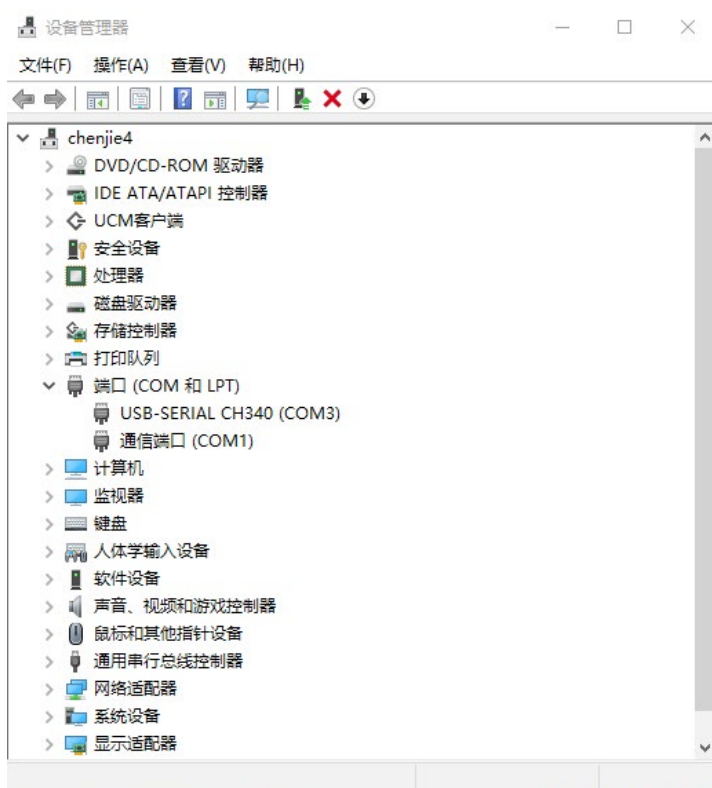 设备管理器
文件(F) 操作(A) 查看(V) 帮助(H)
chenjie4
DVD/CD-ROM 驱动器
IDE ATA/ATAPI 控制器
UCM客户端
安全设备
处理器
磁盘驱动器
存储控制器
打印队列
端口 (COM 和 LPT)
USB-SERIAL CH340 (COM3)
通信端口 (COM1)
计算机
监视器
键盘
人体学输入设备
软件设备
声音、视频和游戏控制器
鼠标和其他指针设备
通用串行总线控制器
网络适配器
系统设备
显示适配器